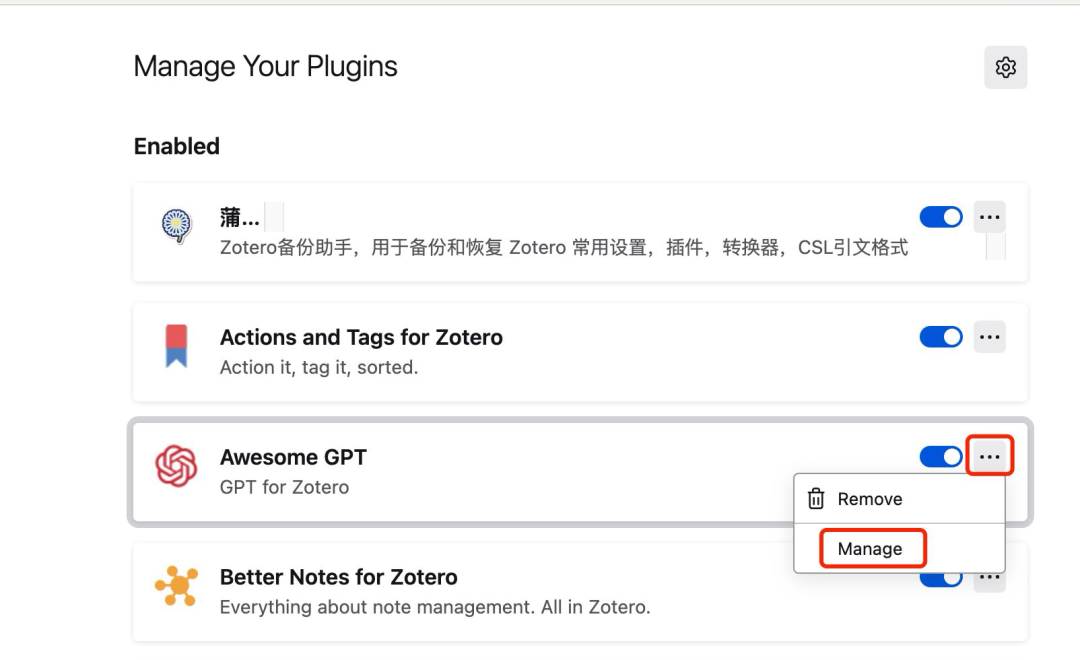 Manage Your Plugins
Enabled
蒲...
Zotero备份助手，用于备份和恢复 Zotero 常用设置，插件，转换器，CSL引文格式
Actions and Tags for Zotero
Action it, tag it, sorted.
Awesome GPT
GPT for Zotero
Remove
Manage
Better Notes for Zotero
Everything about note management. All in Zotero.